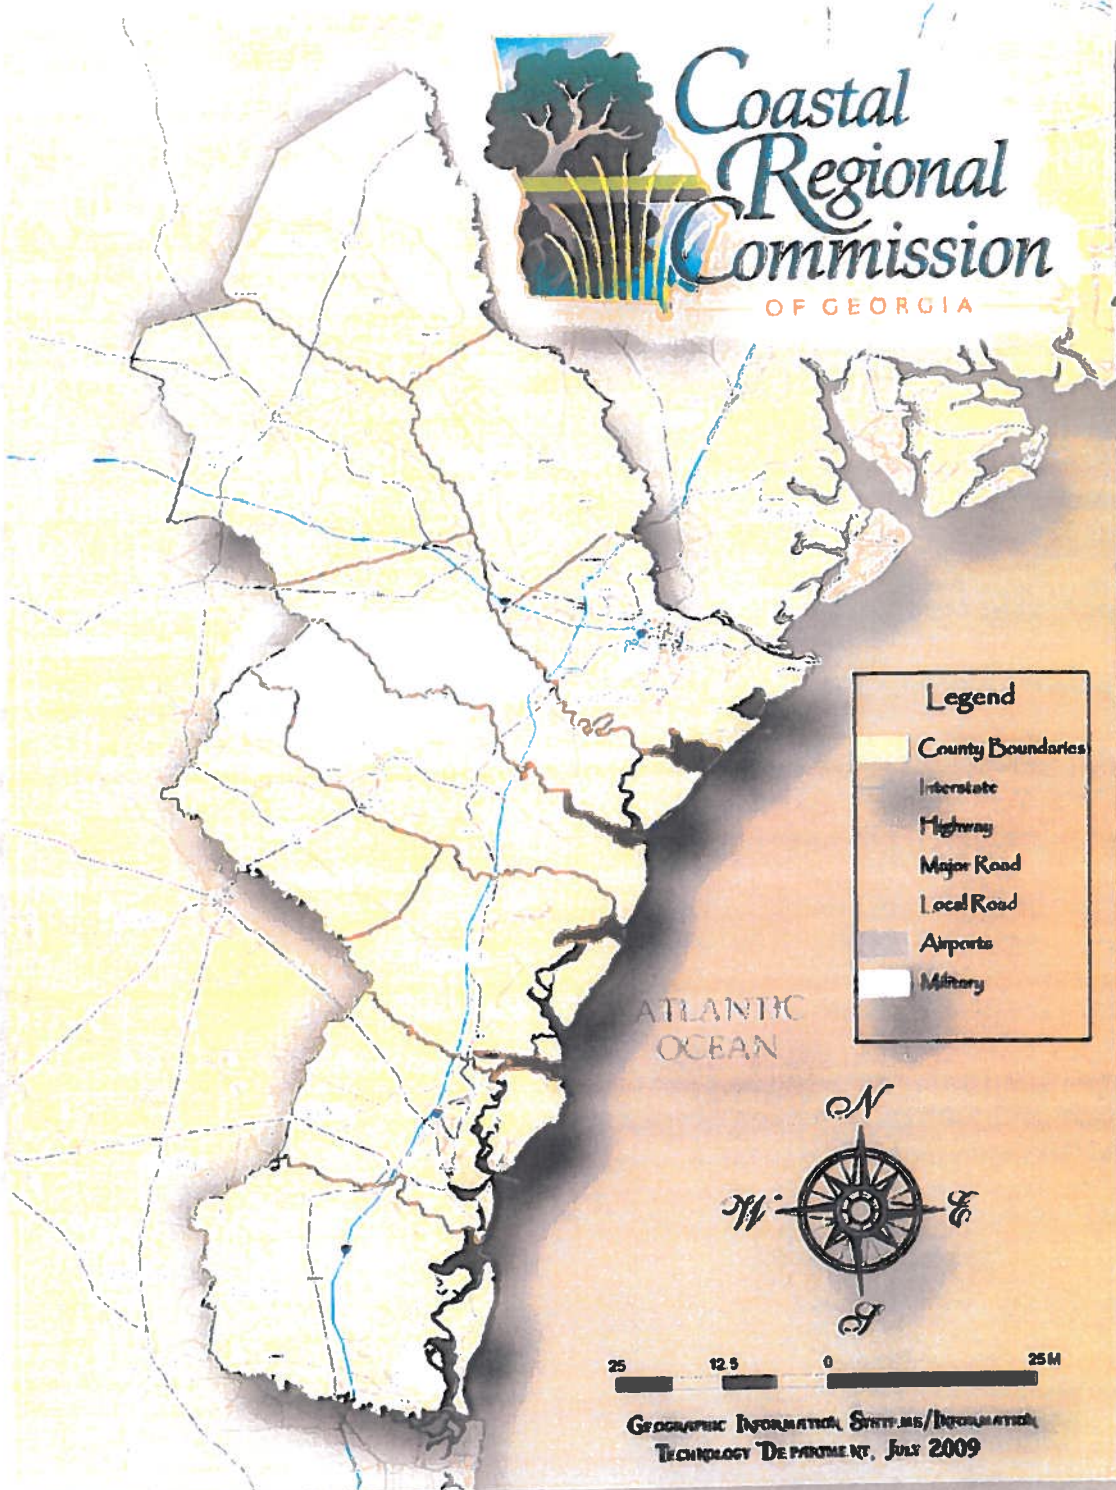 Coastal
Regional
Commission
OF GEORGIA
Legend
County Boundaries
Interstate
Highway
Major Road
Local Road
Airports
Military
ATLANTIC
OCEAN
N
W
E
S
25 12.5 0 25 M
GEOGRAPHIC INFORMATION SYSTEMS/INFORMATION
TECHNOLOGY DEPARTMENT, JULY 2009